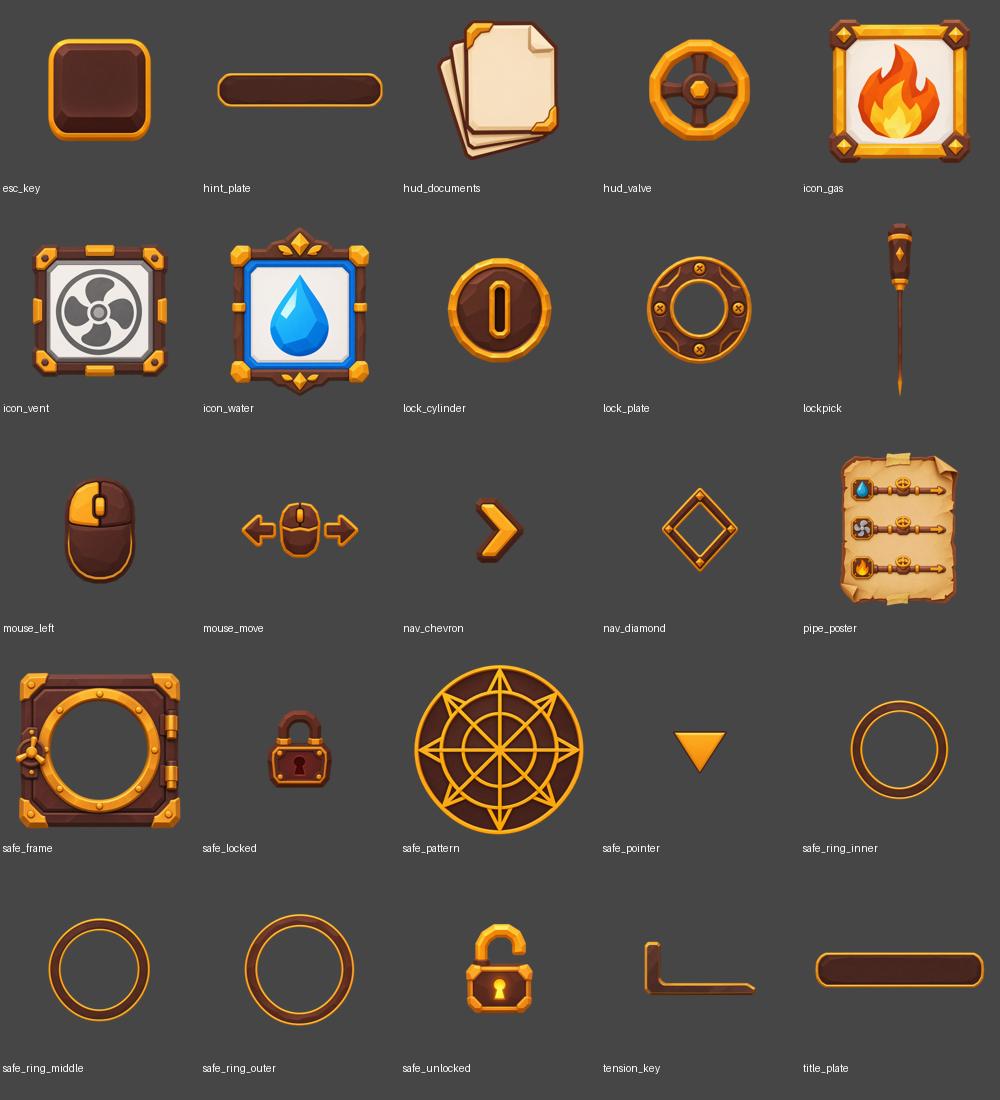 esc_key
hint_plate
hud_documents
hud_valve
icon_gas
icon_vent
icon_water
lock_cylinder
lock_plate
lockpick
mouse_left
mouse_move
nav_chevron
nav_diamond
pipe_poster
safe_frame
safe_locked
safe_pattern
safe_pointer
safe_ring_inner
safe_ring_middle
safe_ring_outer
safe_unlocked
tension_key
title_plate